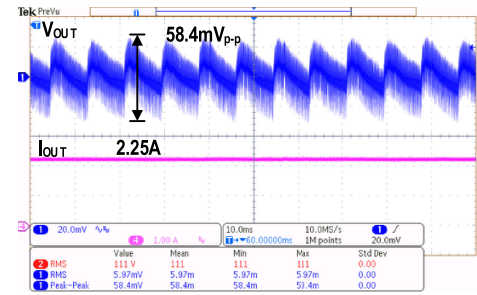 Tek PreVu
VOUT 58.4mVp-p
IOUT 2.25A
1 20.0mV
4 1.00 A
10.0ms 10.0MS/s 1
60.00000ms 1M points 20.0mV
Value Mean Min Max Std Dev
2 RMS 111 V 111 111 111 0.00
1 RMS 5.97mV 5.97m 5.97m 5.97m 0.00
1 Peak-Peak 58.4mV 58.4m 58.4m 58.4m 0.00